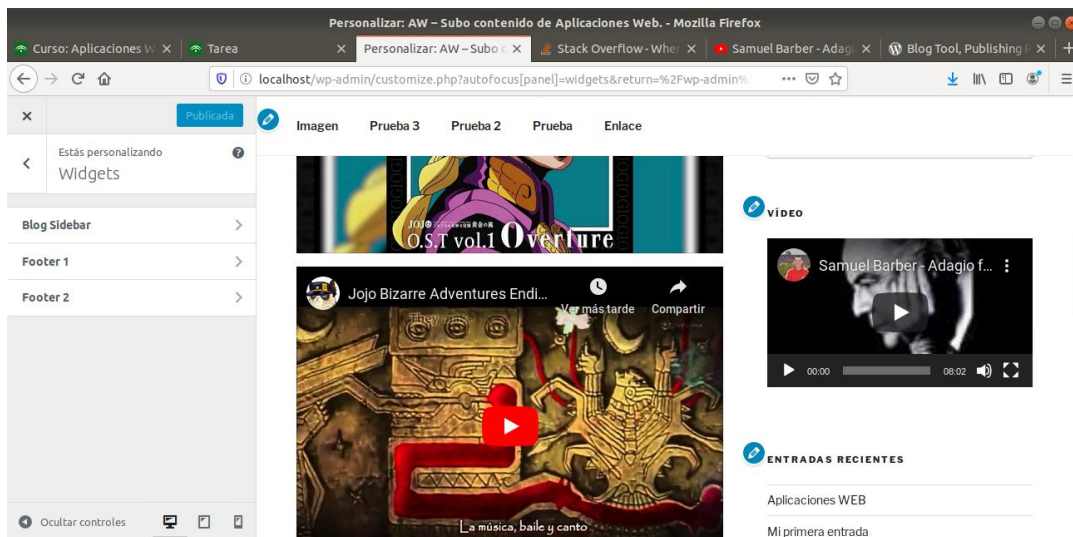 Personalizar: AW – Subo contenido de Aplicaciones Web. - Mozilla Firefox
Curso: Aplicaciones W
Tarea
Personalizar: AW – Subo c
Stack Overflow - Wher
Samuel Barber - Adagi
Blog Tool, Publishing P
localhost/wp-admin/customize.php?autofocus[panel]=widgets&return=%2Fwp-admin%
Publicada
Estás personalizando
Widgets
Blog Sidebar
Footer 1
Footer 2
Ocultar controles
Imagen Prueba 3 Prueba 2 Prueba Enlace
O.S.T vol.1 Overture
Jojo Bizarre Adventures Endi...
Ver más tarde
Compartir
They
La música, baile y canto
VÍDEO
Samuel Barber - Adagio f...
00:00
08:02
ENTRADAS RECIENTES
Aplicaciones WEB
Mi primera entrada